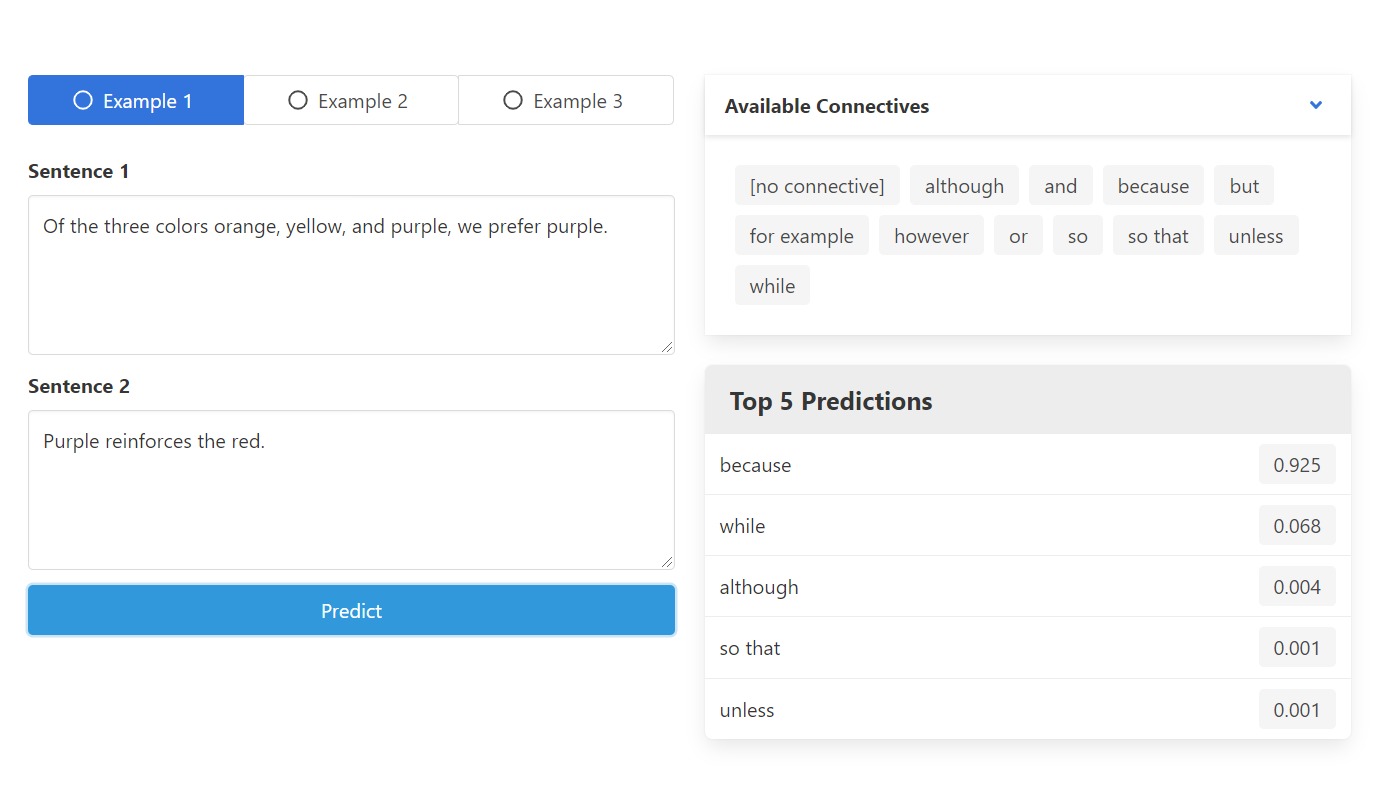 Example 1
Example 2
Example 3
Sentence 1
Of the three colors orange, yellow, and purple, we prefer purple.
Sentence 2
Purple reinforces the red.
Predict
Available Connectives
[no connective] although and because but
for example however or so so that unless
while
Top 5 Predictions
because 0.925
while 0.068
although 0.004
so that 0.001
unless 0.001